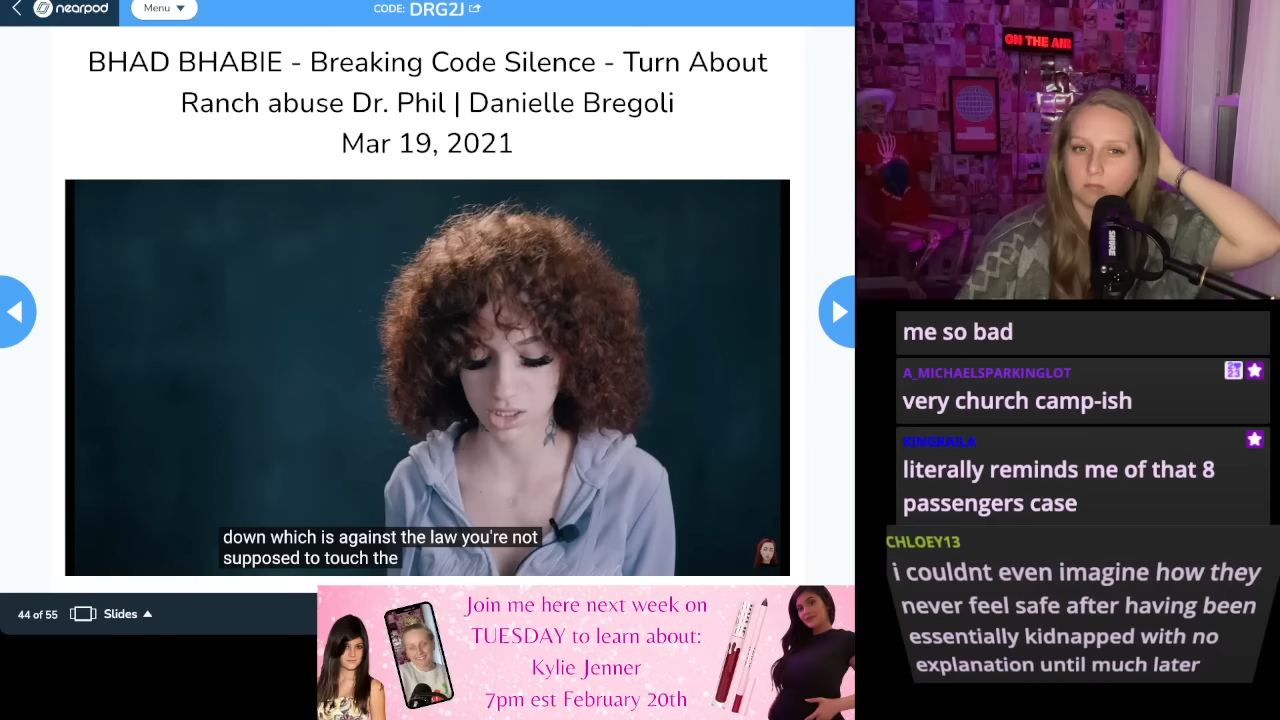 nearpod
Menu
CODE: DRG2J
BHAD BHABIE - Breaking Code Silence - Turn About
Ranch abuse Dr. Phil | Danielle Bregoli
Mar 19, 2021
down which is against the law you're not
supposed to touch the
44 of 55
Slides
Join me here next week on
TUESDAY to learn about:
Kylie Jenner
7pm est February 20th
ON THE AIR
SHURE
me so bad
A_MICHAELSPARKINGLOT
very church camp-ish
KINGKAILA
literally reminds me of that 8
passengers case
CHLOEY13
i couldnt even imagine how they
never feel safe after having been
essentially kidnapped with no
explanation until much later